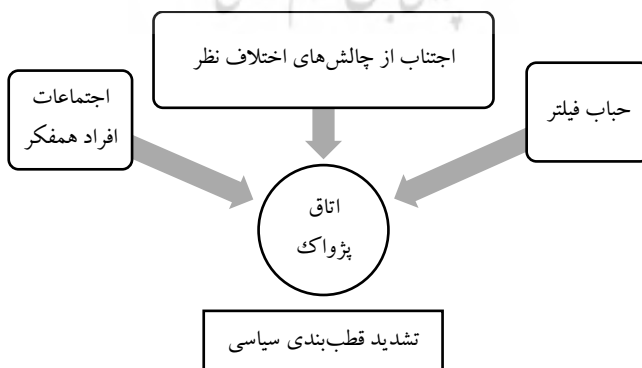 اجتناب از چالش‌های اختلاف نظر
حباب فیلتر
اجتماعات
افراد همفکر
اتاق
پژواک
تشدید قطب‌بندی سیاسی